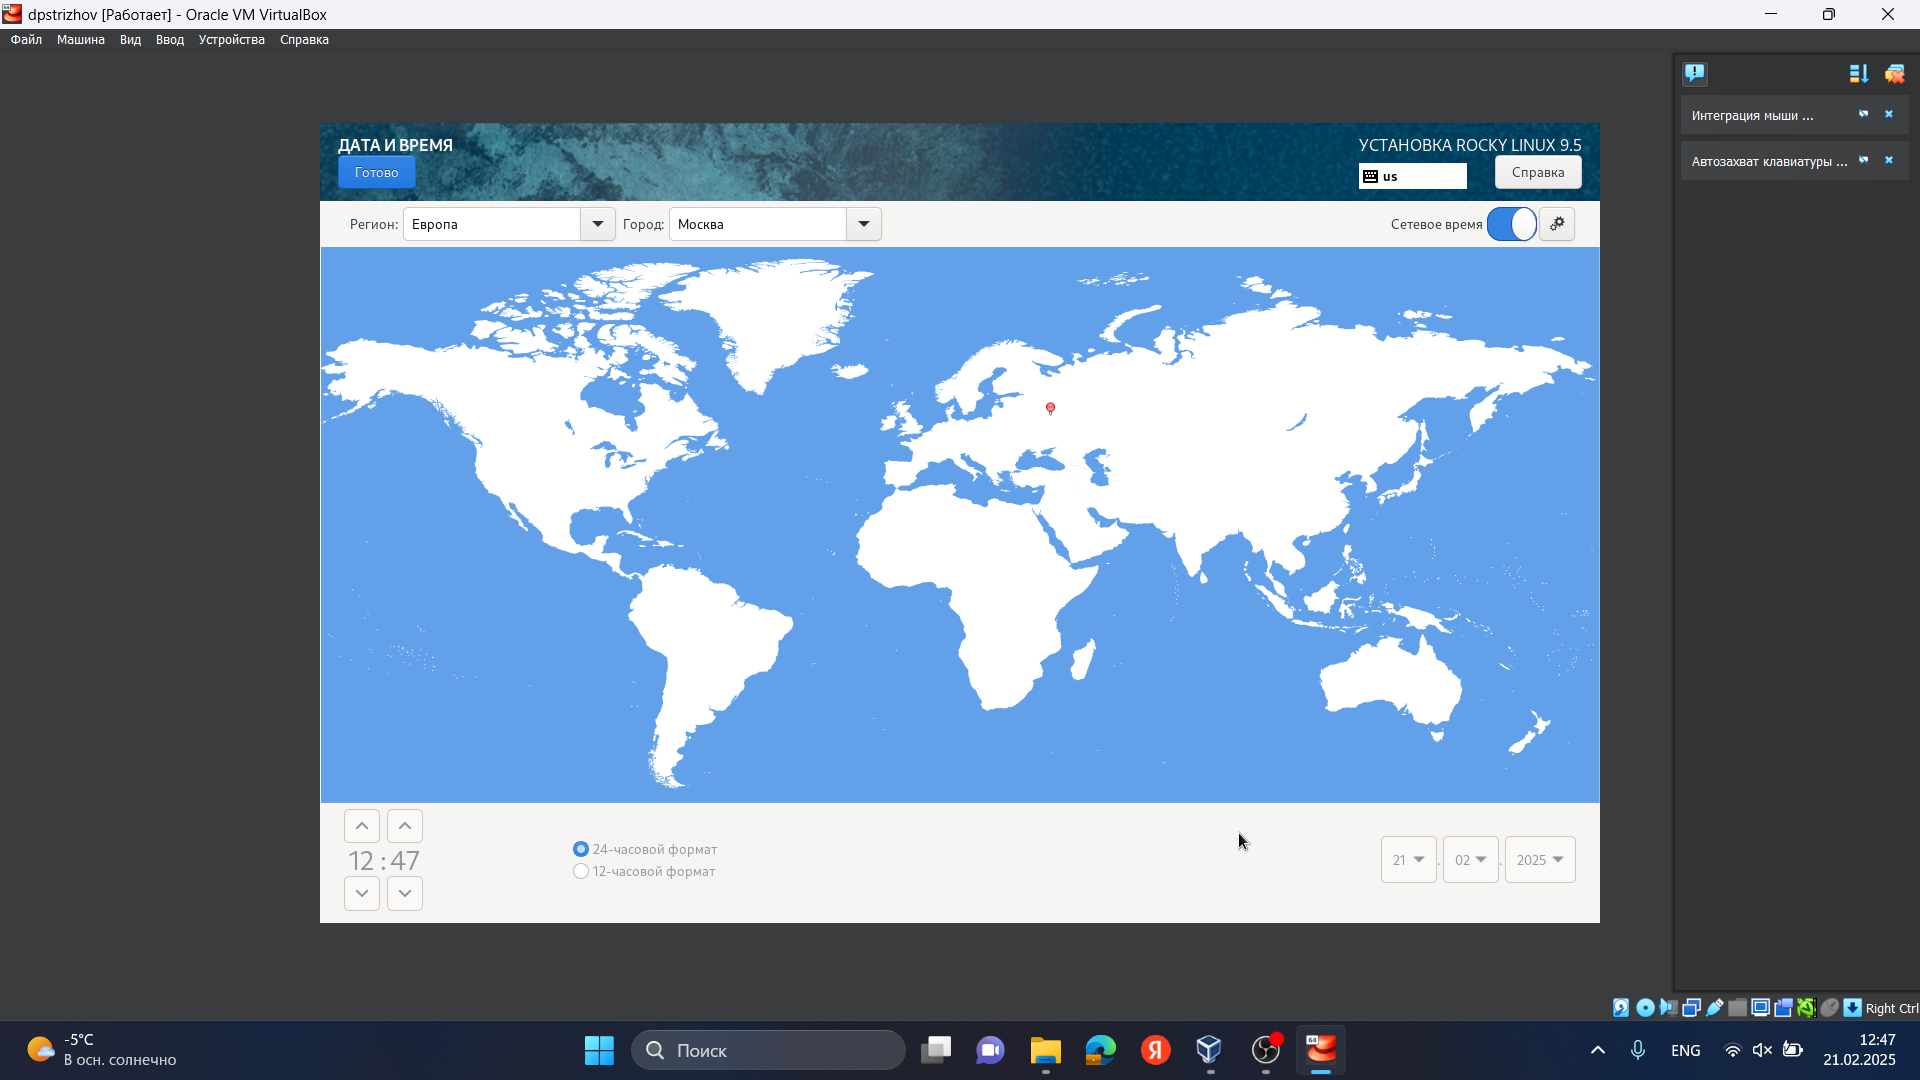 dpstrizhov [Работает] - Oracle VM VirtualBox
Файл Машина Вид Ввод Устройства Справка
Интеграция мыши ...
Автозахват клавиатуры ...
ДАТА И ВРЕМЯ
УСТАНОВКА ROCKY LINUX 9.5
Готово
us
Справка
Регион: Европа Город: Москва Сетевое время
12 : 47
24-часовой формат
12-часовой формат
21 . 02 . 2025
Right Ctrl
-5°C
В осн. солнечно
Поиск
ENG
12:47
21.02.2025